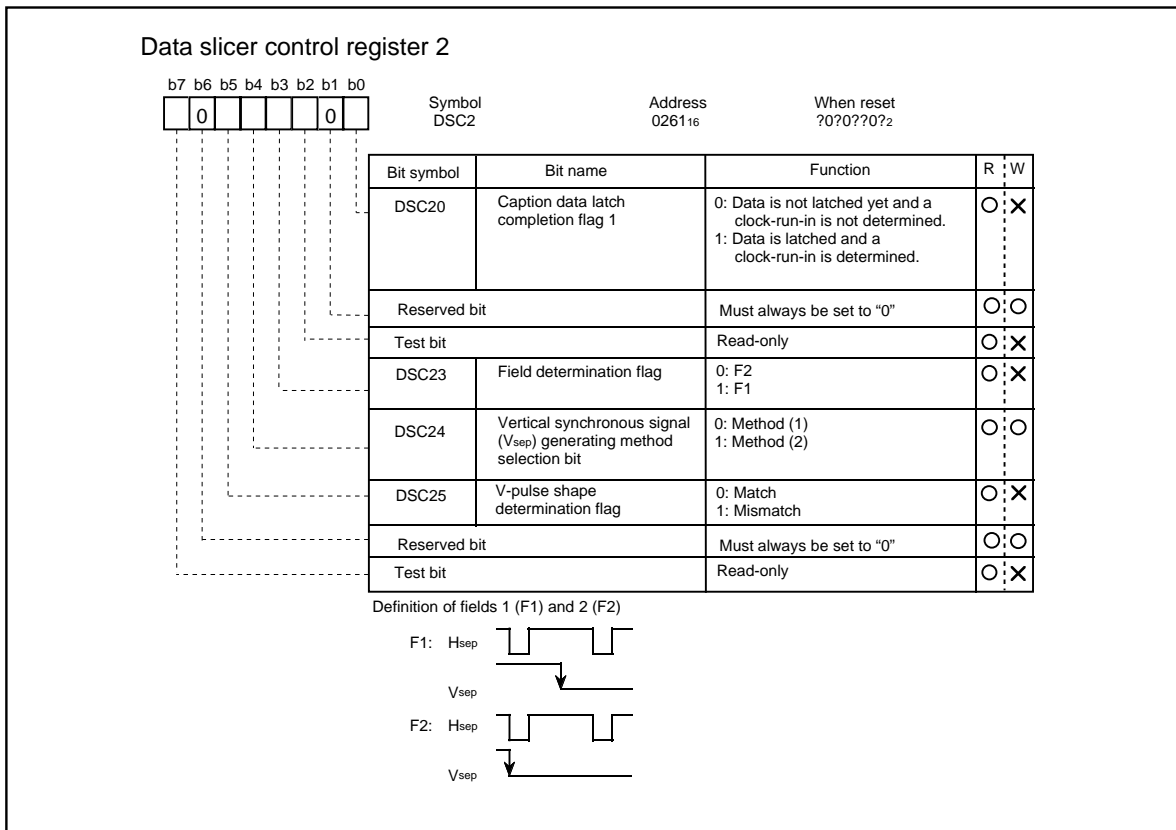 Data slicer control register 2
b7 b6 b5 b4 b3 b2 b1 b0
0 0
Symbol Address When reset
DSC2 026116 ?0?0??0?2
Bit symbol Bit name Function R W
DSC20 Caption data latch completion flag 1 0: Data is not latched yet and a
clock-run-in is not determined.
1: Data is latched and a
clock-run-in is determined.
Reserved bit Must always be set to “0”
Test bit Read-only
DSC23 Field determination flag 0: F2
1: F1
DSC24 Vertical synchronous signal (Vsep) generating method selection bit 0: Method (1)
1: Method (2)
DSC25 V-pulse shape determination flag 0: Match
1: Mismatch
Reserved bit Must always be set to “0”
Test bit Read-only
Definition of fields 1 (F1) and 2 (F2)
F1: Hsep
Vsep
F2: Hsep
Vsep